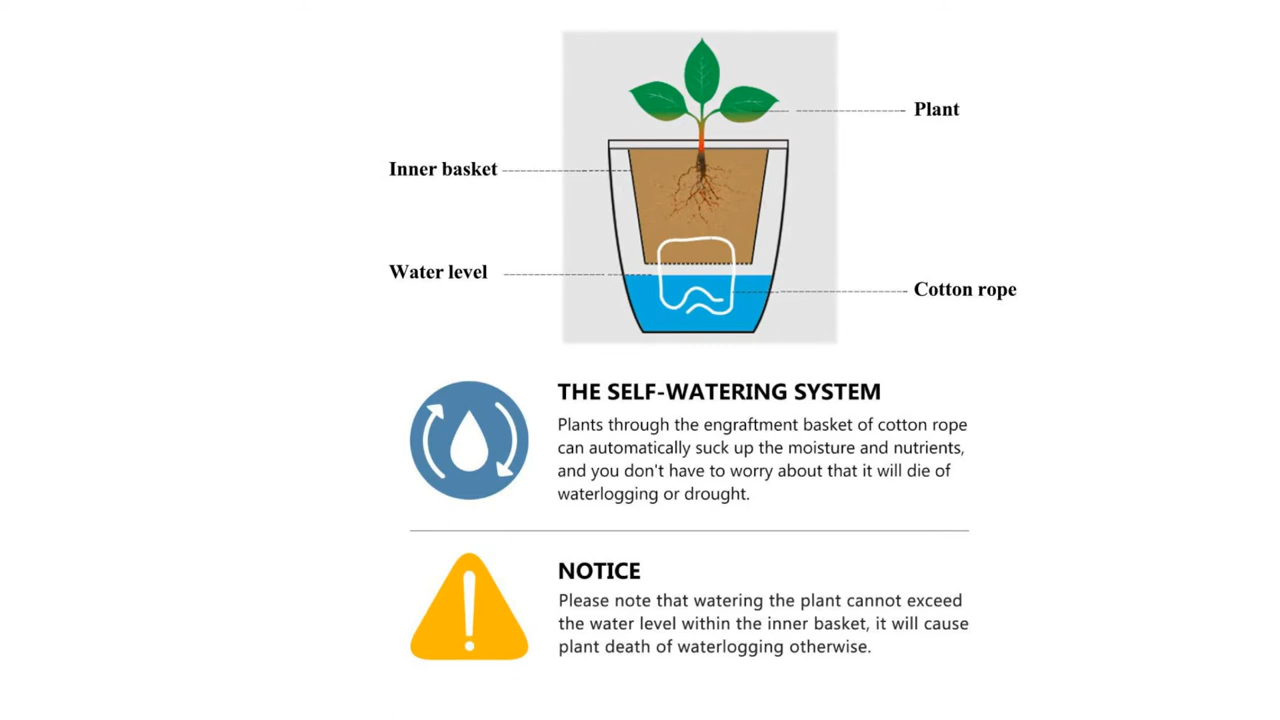 Plant
Inner basket
Water level
Cotton rope
THE SELF-WATERING SYSTEM
Plants through the engraftment basket of cotton rope
can automatically suck up the moisture and nutrients,
and you don't have to worry about that it will die of
waterlogging or drought.
NOTICE
Please note that watering the plant cannot exceed
the water level within the inner basket, it will cause
plant death of waterlogging otherwise.